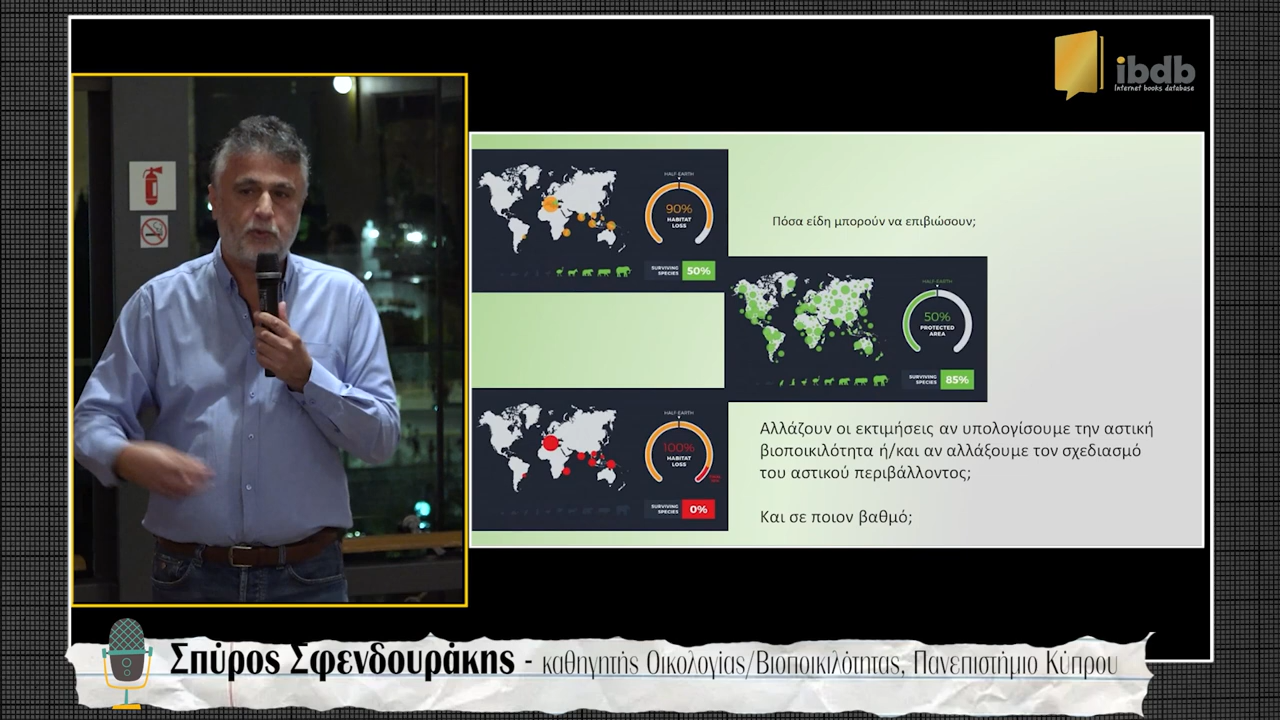 ibdb
Internet books database
HALF-EARTH
90%
HABITAT
LOSS
SURVIVING
SPECIES
50%
Πόσα είδη μπορούν να επιβιώσουν;
HALF-EARTH
50%
PROTECTED
AREA
SURVIVING
SPECIES
85%
HALF-EARTH
100%
HABITAT
LOSS
SURVIVING
SPECIES
0%
Αλλάζουν οι εκτιμήσεις αν υπολογίσουμε την αστική
βιοποικιλότητα ή/και αν αλλάξουμε τον σχεδιασμό
του αστικού περιβάλλοντος;
Και σε ποιον βαθμό;
Σπύρος Σφενδουράκης - καθηγητής Οικολογίας/Βιοποικιλότητας, Πανεπιστήμιο Κύπρου